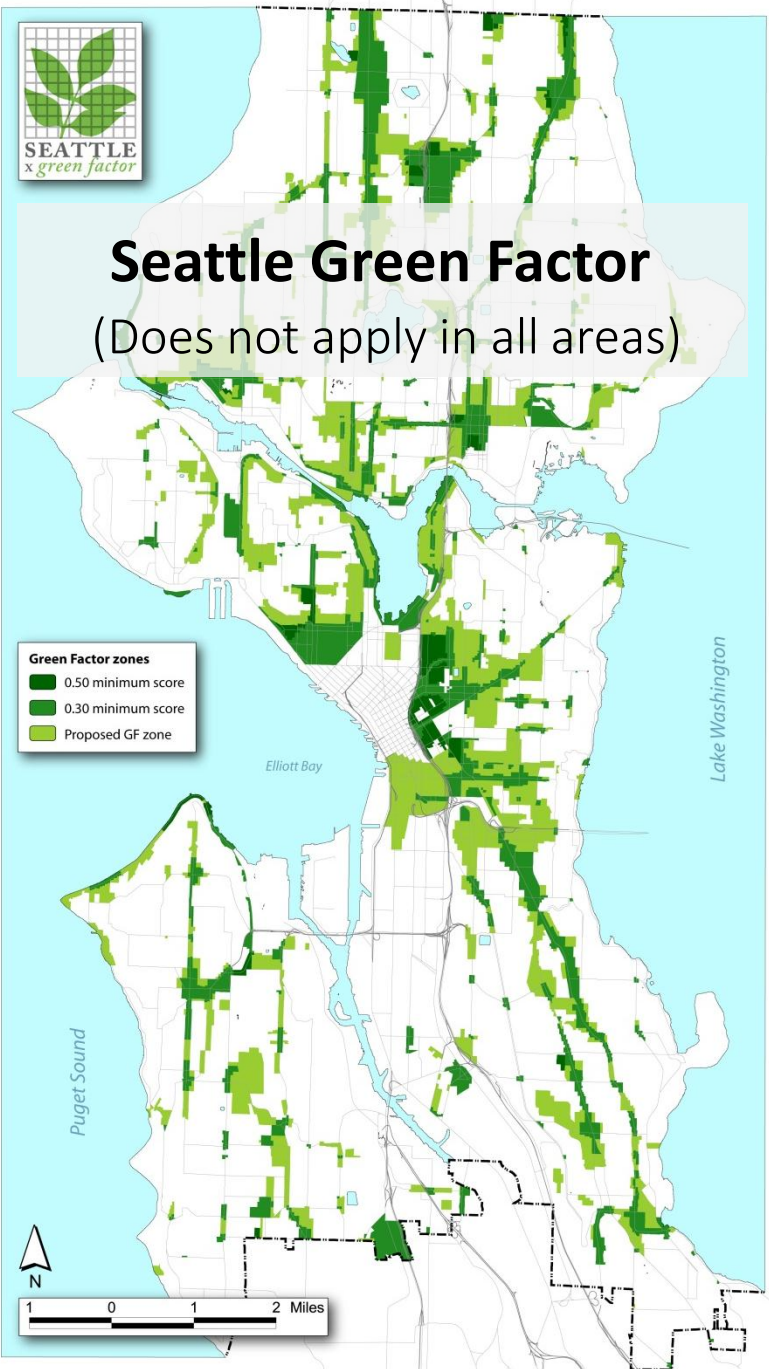 SEATTLE
x green factor
Seattle Green Factor
(Does not apply in all areas)
Green Factor zones
0.50 minimum score
0.30 minimum score
Proposed GF zone
Lake Washington
Elliott Bay
Puget Sound
N
1 0 1 2 Miles